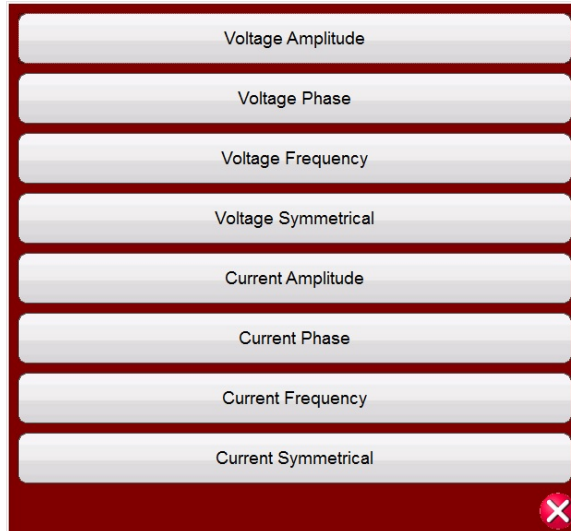 Voltage Amplitude
Voltage Phase
Voltage Frequency
Voltage Symmetrical
Current Amplitude
Current Phase
Current Frequency
Current Symmetrical